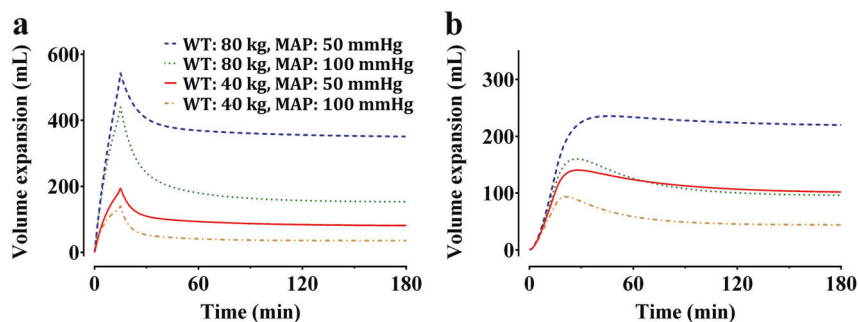 a
Volume expansion (mL)
600
400
200
0
WT: 80 kg, MAP: 50 mmHg
WT: 80 kg, MAP: 100 mmHg
WT: 40 kg, MAP: 50 mmHg
WT: 40 kg, MAP: 100 mmHg
0 60 120 180
Time (min)
b
Volume expansion (mL)
300
200
100
0
0 60 120 180
Time (min)